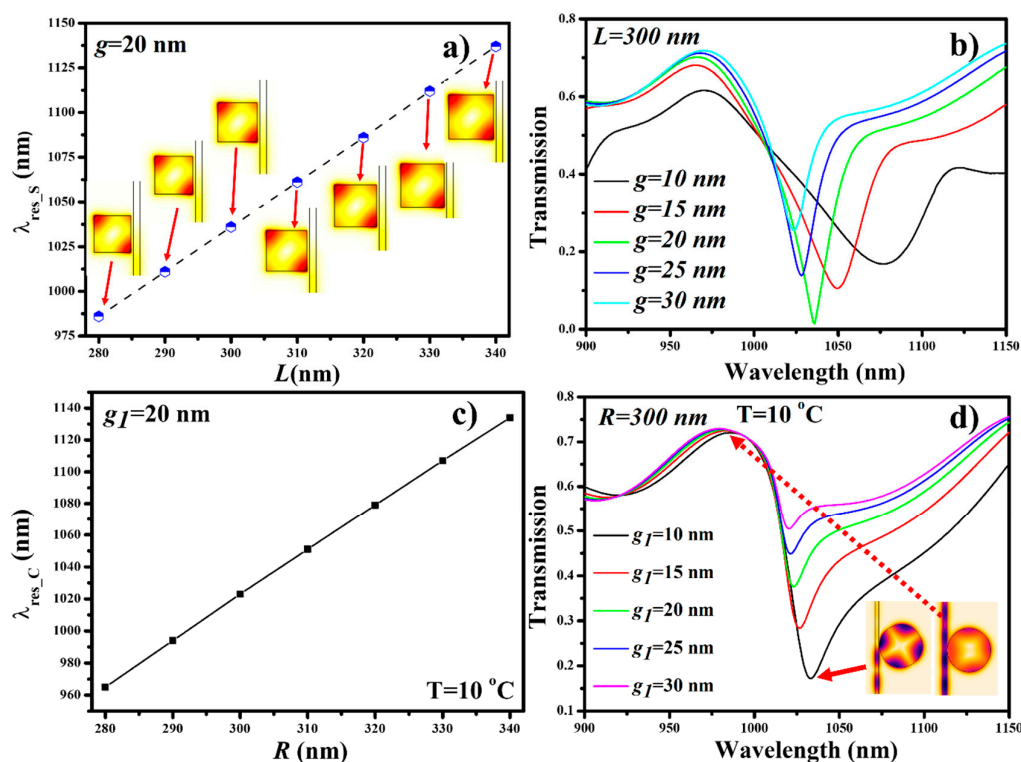 g=20 nm
a)
1150
1125
1100
1075
1050
1025
1000
975
280 290 300 310 320 330 340
L(nm)
λres_S (nm)
L=300 nm
b)
g=10 nm
g=15 nm
g=20 nm
g=25 nm
g=30 nm
0.8
0.6
0.4
0.2
0.0
900 950 1000 1050 1100 1150
Wavelength (nm)
Transmission
g1=20 nm
c)
1140
1120
1100
1080
1060
1040
1020
1000
980
960
280 290 300 310 320 330 340
R (nm)
λres_C (nm)
T=10 °C
R=300 nm
T=10 °C
d)
g1=10 nm
g1=15 nm
g1=20 nm
g1=25 nm
g1=30 nm
0.8
0.7
0.6
0.5
0.4
0.3
0.2
0.1
900 950 1000 1050 1100 1150
Wavelength (nm)
Transmission